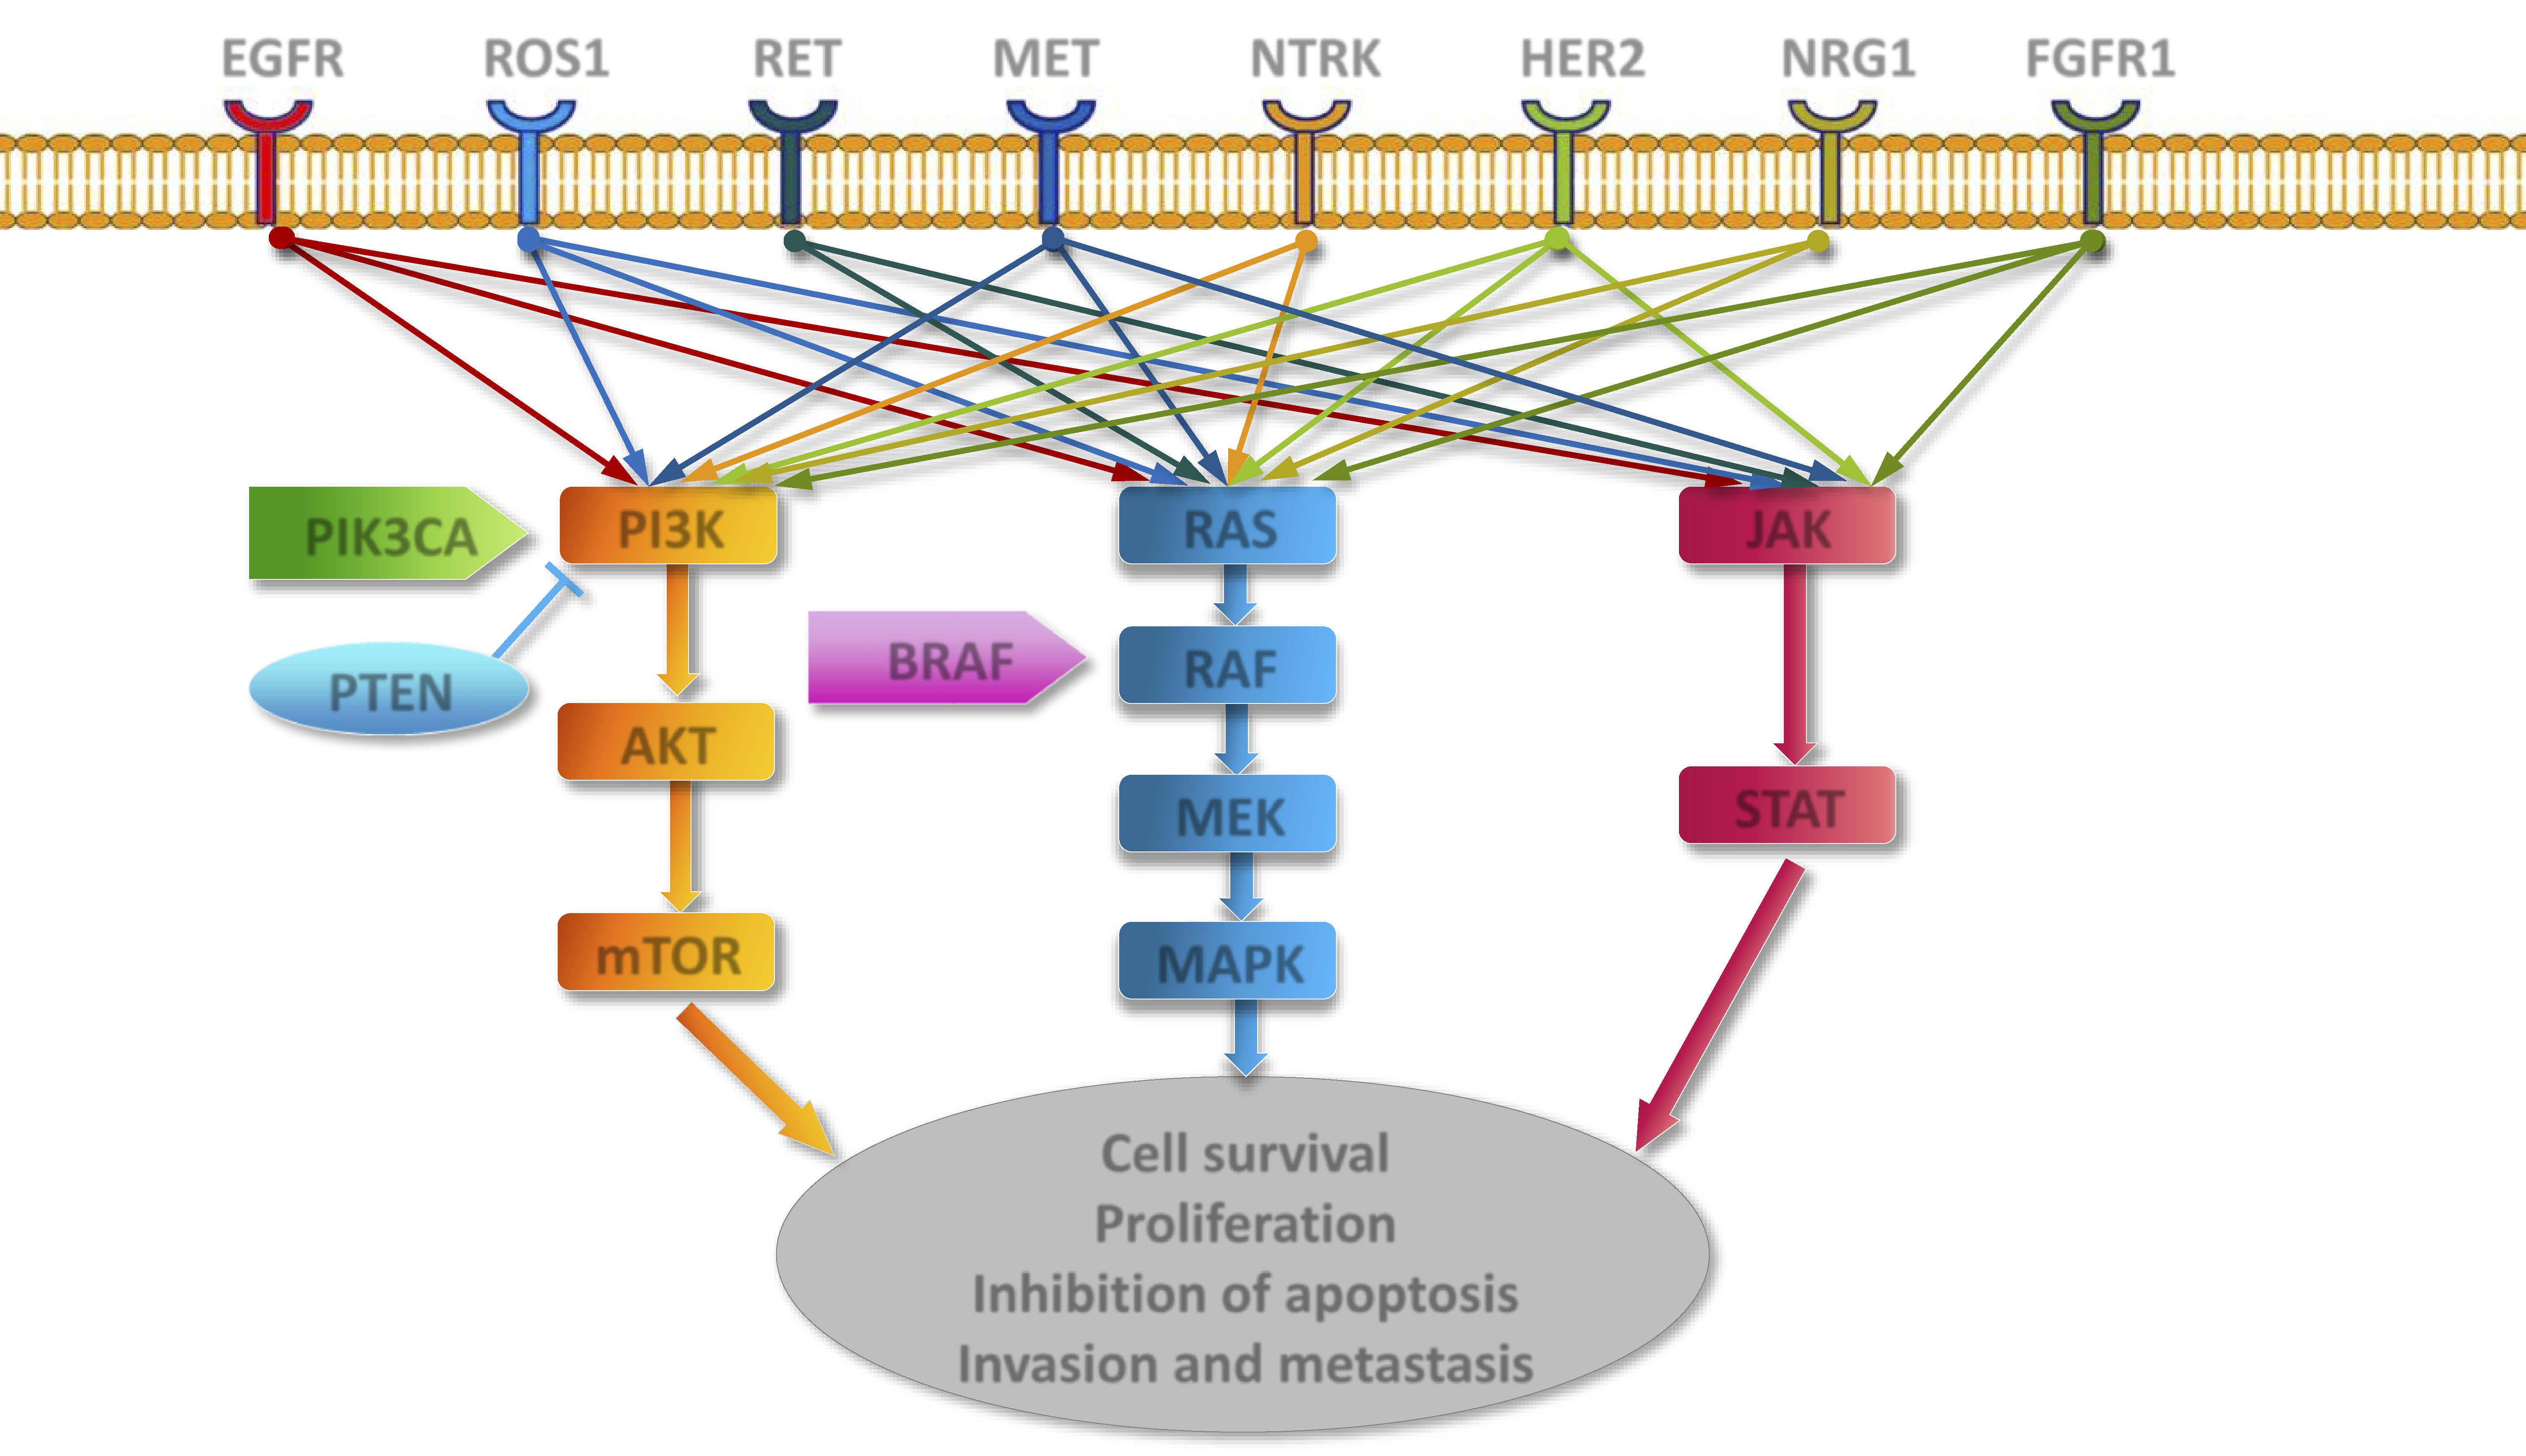 EGFR
ROS1
RET
MET
NTRK
HER2
NRG1
FGFR1
PIK3CA
PI3K
RAS
JAK
BRAF
RAF
PTEN
AKT
MEK
STAT
mTOR
MAPK
Cell survival
Proliferation
Inhibition of apoptosis
Invasion and metastasis